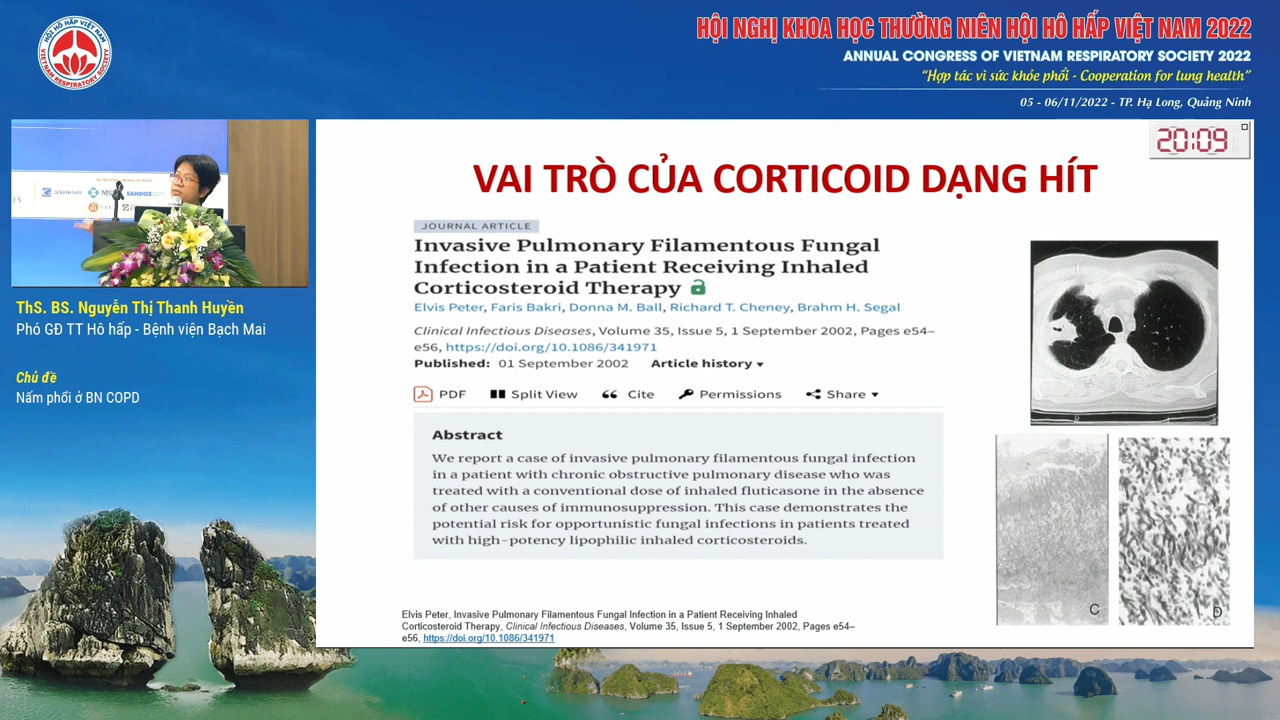 HỘI HÔ HẤP VIỆT NAM
VIETNAM RESPIRATORY SOCIETY
HỘI NGHỊ KHOA HỌC THƯỜNG NIÊN HỘI HÔ HẤP VIỆT NAM 2022
ANNUAL CONGRESS OF VIETNAM RESPIRATORY SOCIETY 2022
“Hợp tác vì sức khỏe phổi - Cooperation for lung health”
05 - 06/11/2022 - TP. Hạ Long, Quảng Ninh
SANDOZ
ThS. BS. Nguyễn Thị Thanh Huyền
Phó GĐ TT Hô hấp - Bệnh viện Bạch Mai
Chủ đề
Nấm phổi ở BN COPD
20:09
VAI TRÒ CỦA CORTICOID DẠNG HÍT
JOURNAL ARTICLE
Invasive Pulmonary Filamentous Fungal
Infection in a Patient Receiving Inhaled
Corticosteroid Therapy
Elvis Peter, Faris Bakri, Donna M. Ball, Richard T. Cheney, Brahm H. Segal
Clinical Infectious Diseases, Volume 35, Issue 5, 1 September 2002, Pages e54–
e56, https://doi.org/10.1086/341971
Published: 01 September 2002 Article history
PDF Split View Cite Permissions Share
Abstract
We report a case of invasive pulmonary filamentous fungal infection
in a patient with chronic obstructive pulmonary disease who was
treated with a conventional dose of inhaled fluticasone in the absence
of other causes of immunosuppression. This case demonstrates the
potential risk for opportunistic fungal infections in patients treated
with high-potency lipophilic inhaled corticosteroids.
C
D
Elvis Peter, Invasive Pulmonary Filamentous Fungal Infection in a Patient Receiving Inhaled
Corticosteroid Therapy, Clinical Infectious Diseases, Volume 35, Issue 5, 1 September 2002, Pages e54–
e56, https://doi.org/10.1086/341971